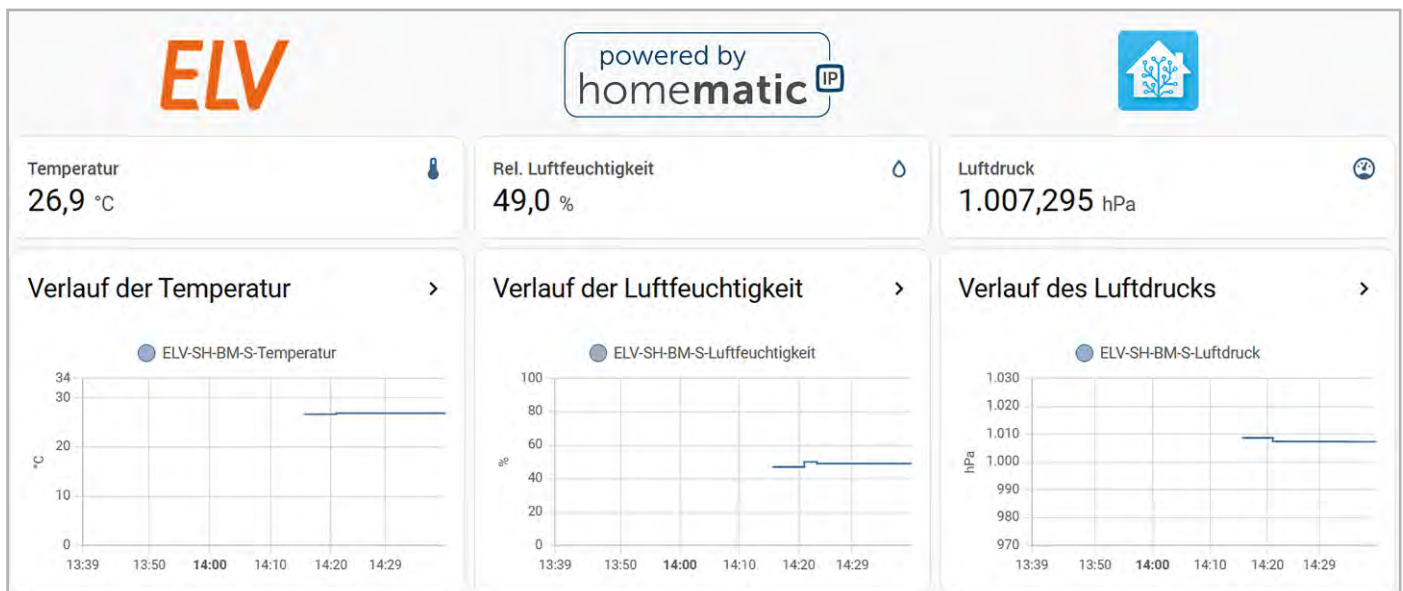 ELV
powered by
homematic IP
Temperatur
26,9 °C
Rel. Luftfeuchtigkeit
49,0 %
Luftdruck
1.007,295 hPa
Verlauf der Temperatur
ELV-SH-BM-S-Temperatur
34
30
20
10
0
°C
13:39 13:50 14:00 14:10 14:20 14:29
Verlauf der Luftfeuchtigkeit
ELV-SH-BM-S-Luftfeuchtigkeit
100
80
60
40
20
0
%
13:39 13:50 14:00 14:10 14:20 14:29
Verlauf des Luftdrucks
ELV-SH-BM-S-Luftdruck
1.030
1.020
1.010
1.000
990
980
970
hPa
13:39 13:50 14:00 14:10 14:20 14:29